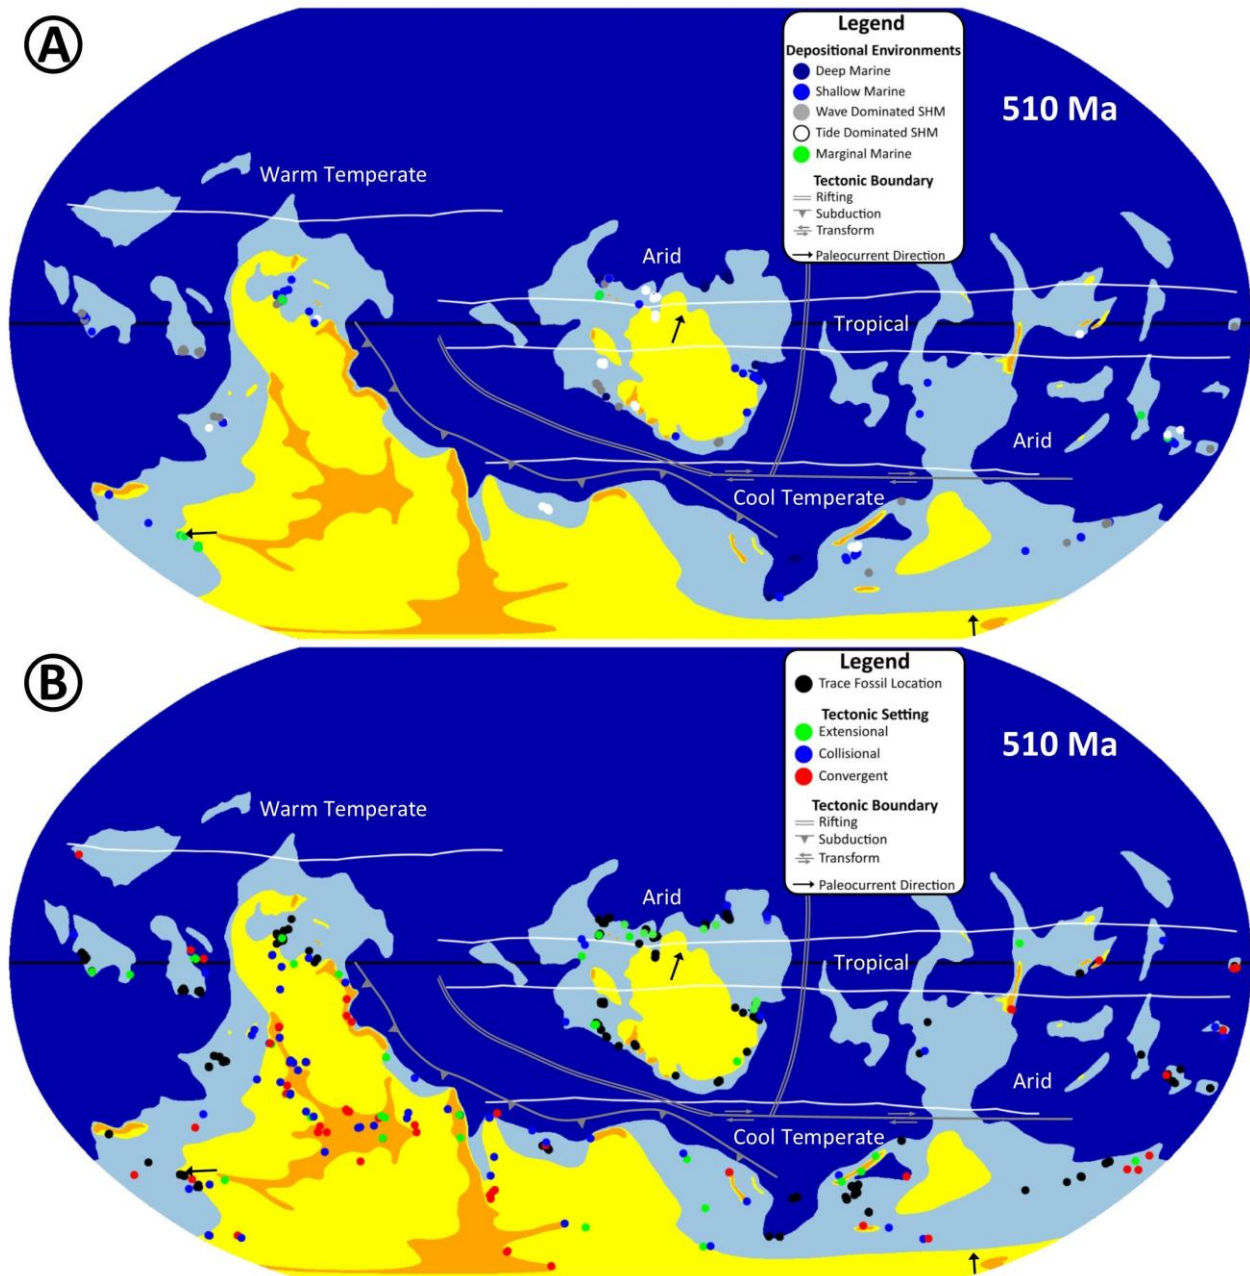 A
Legend
Depositional Environments
Deep Marine
Shallow Marine
Wave Dominated SHM
Tide Dominated SHM
Marginal Marine
Tectonic Boundary
Rifting
Subduction
Transform
Paleocurrent Direction
510 Ma
Warm Temperate
Arid
Tropical
Arid
Cool Temperate
B
Legend
Trace Fossil Location
Tectonic Setting
Extensional
Collisional
Convergent
Tectonic Boundary
Rifting
Subduction
Transform
Paleocurrent Direction
510 Ma
Warm Temperate
Arid
Tropical
Arid
Cool Temperate